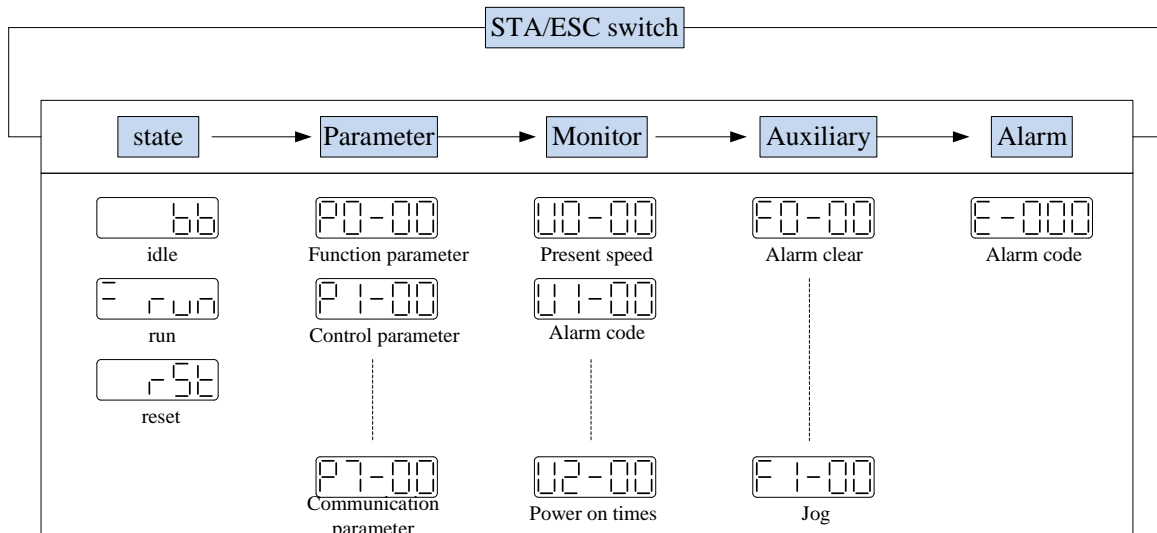 STA/ESC switch
state
Parameter
Monitor
Auxiliary
Alarm
bb
P0-00
U0-00
F0-00
E-000
idle
Function parameter
Present speed
Alarm clear
Alarm code
run
P1-00
U1-00
run
Control parameter
Alarm code
rSt
reset
P7-00
U2-00
F1-00
Communication
parameter
Power on times
Jog